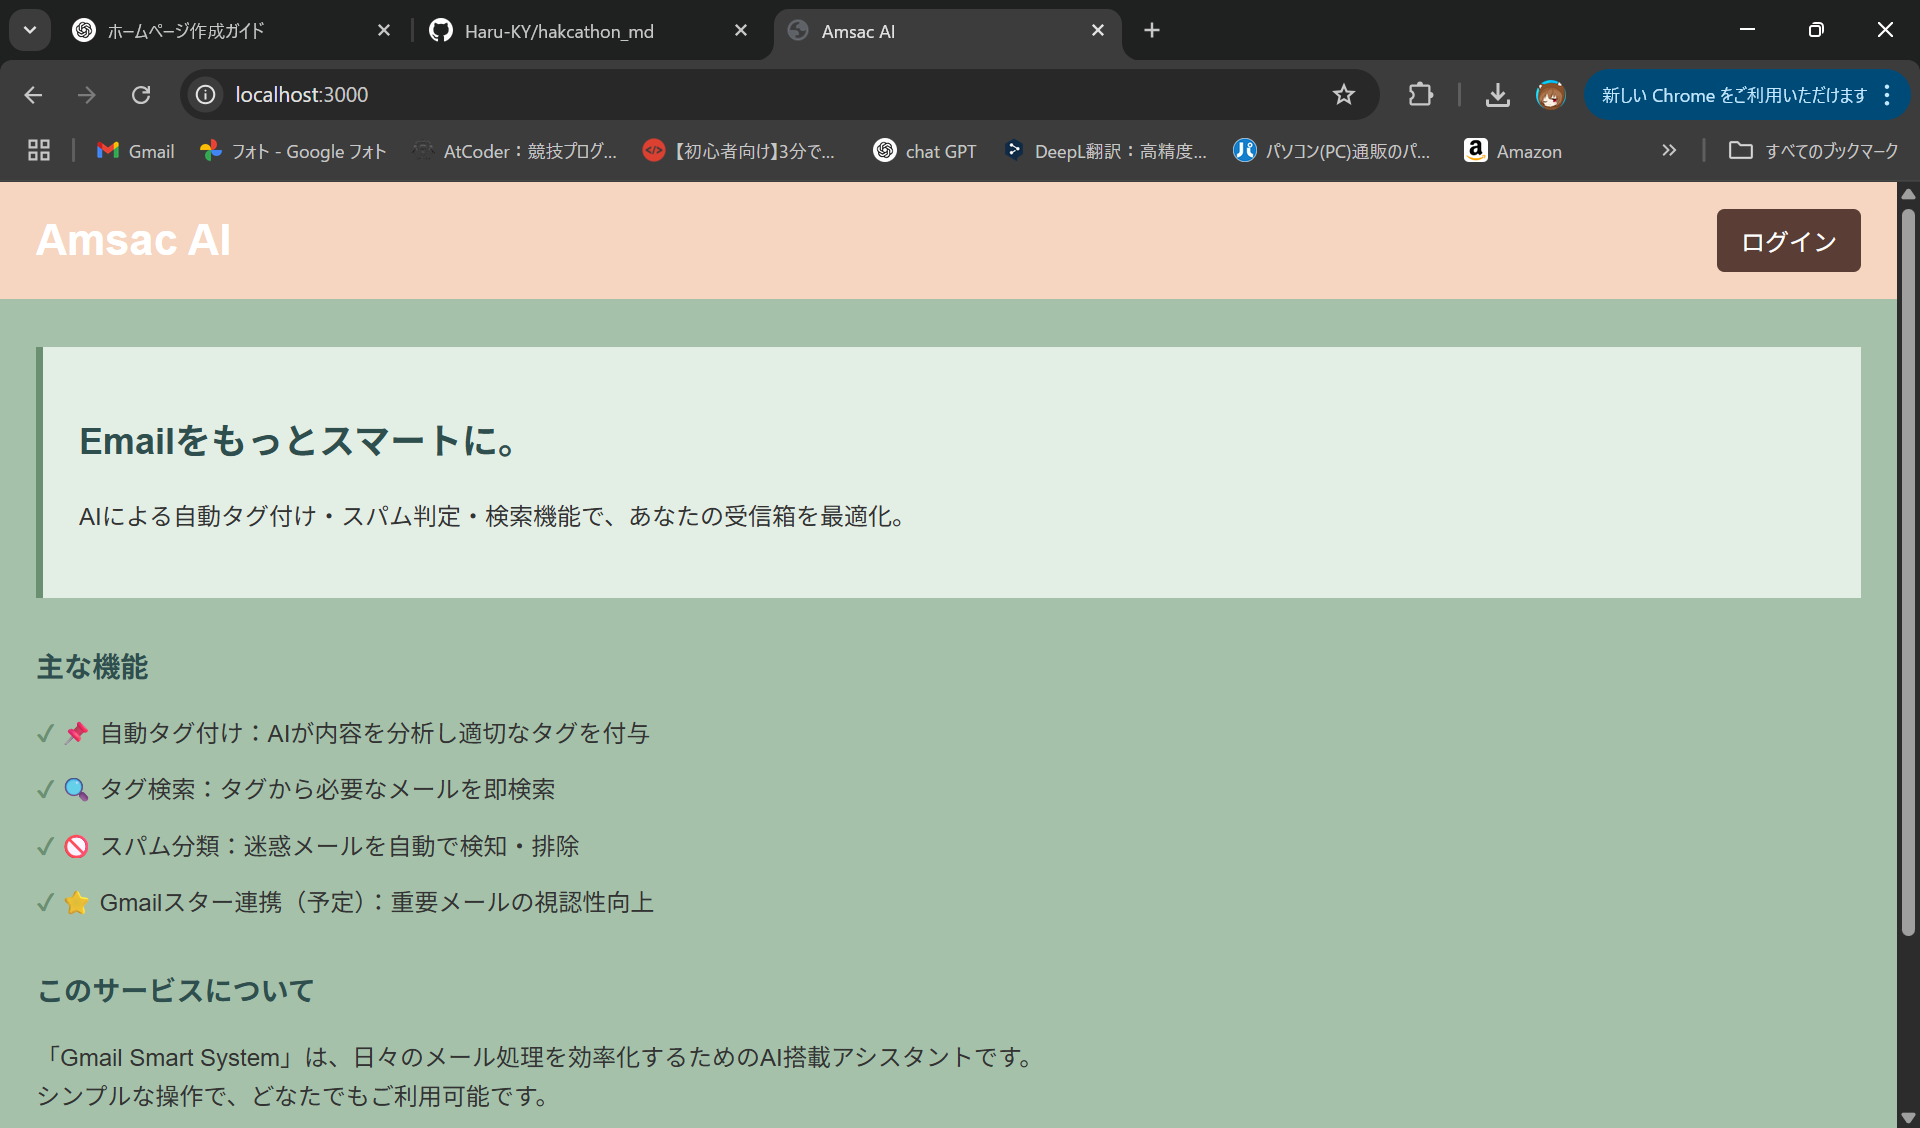 ホームページ作成ガイド
Haru-KY/hakcathon_md
Amsac AI
localhost:3000
新しい Chrome をご利用いただけます
Gmail
フォト - Google フォト
AtCoder：競技プログ...
【初心者向け】3分で...
chat GPT
DeepL翻訳：高精度...
パソコン(PC)通販のパ...
Amazon
すべてのブックマーク
Amsac AI
ログイン
Emailをもっとスマートに。
AIによる自動タグ付け・スパム判定・検索機能で、あなたの受信箱を最適化。
主な機能
✓ 📌 自動タグ付け：AIが内容を分析し適切なタグを付与
✓ 🔍 タグ検索：タグから必要なメールを即検索
✓ 🚫 スパム分類：迷惑メールを自動で検知・排除
✓ ⭐ Gmailスター連携（予定）：重要メールの視認性向上
このサービスについて
「Gmail Smart System」は、日々のメール処理を効率化するためのAI搭載アシスタントです。
シンプルな操作で、どなたでもご利用可能です。